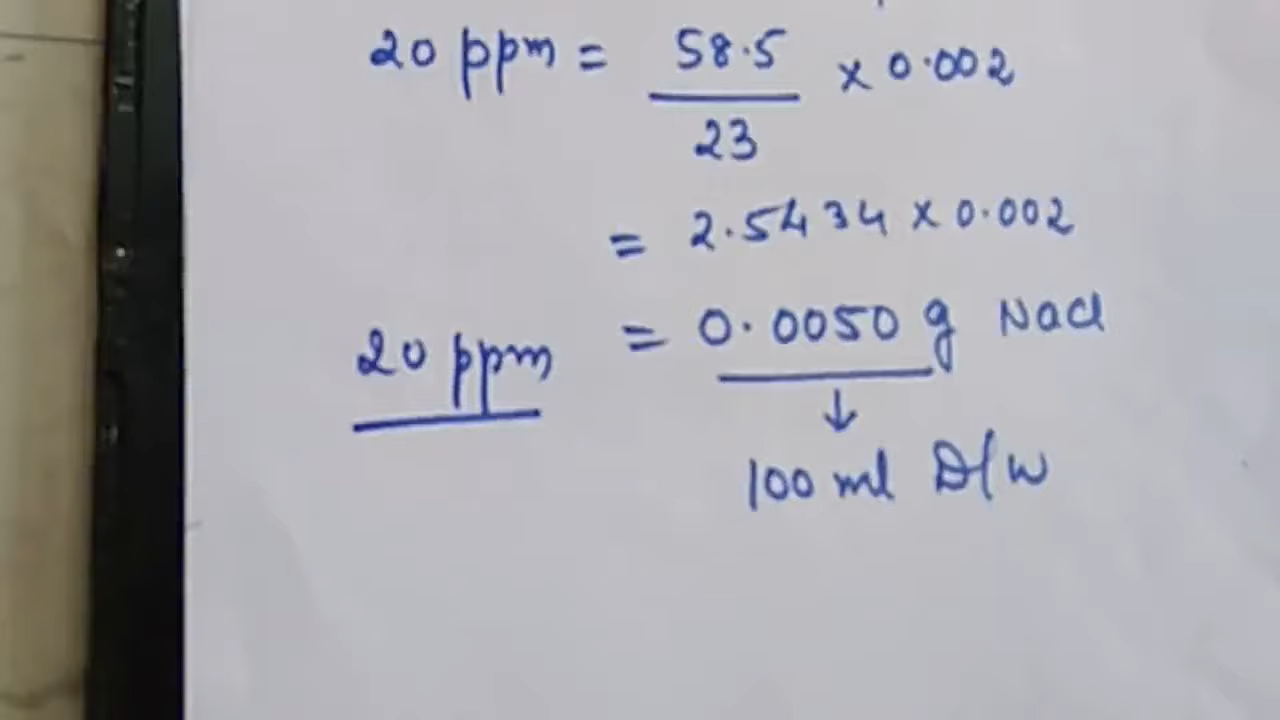 20 ppm = 58.5 / 23 x 0.002
= 2.5434 x 0.002
20 ppm = 0.0050 g Nacl
↓
100 ml D/w